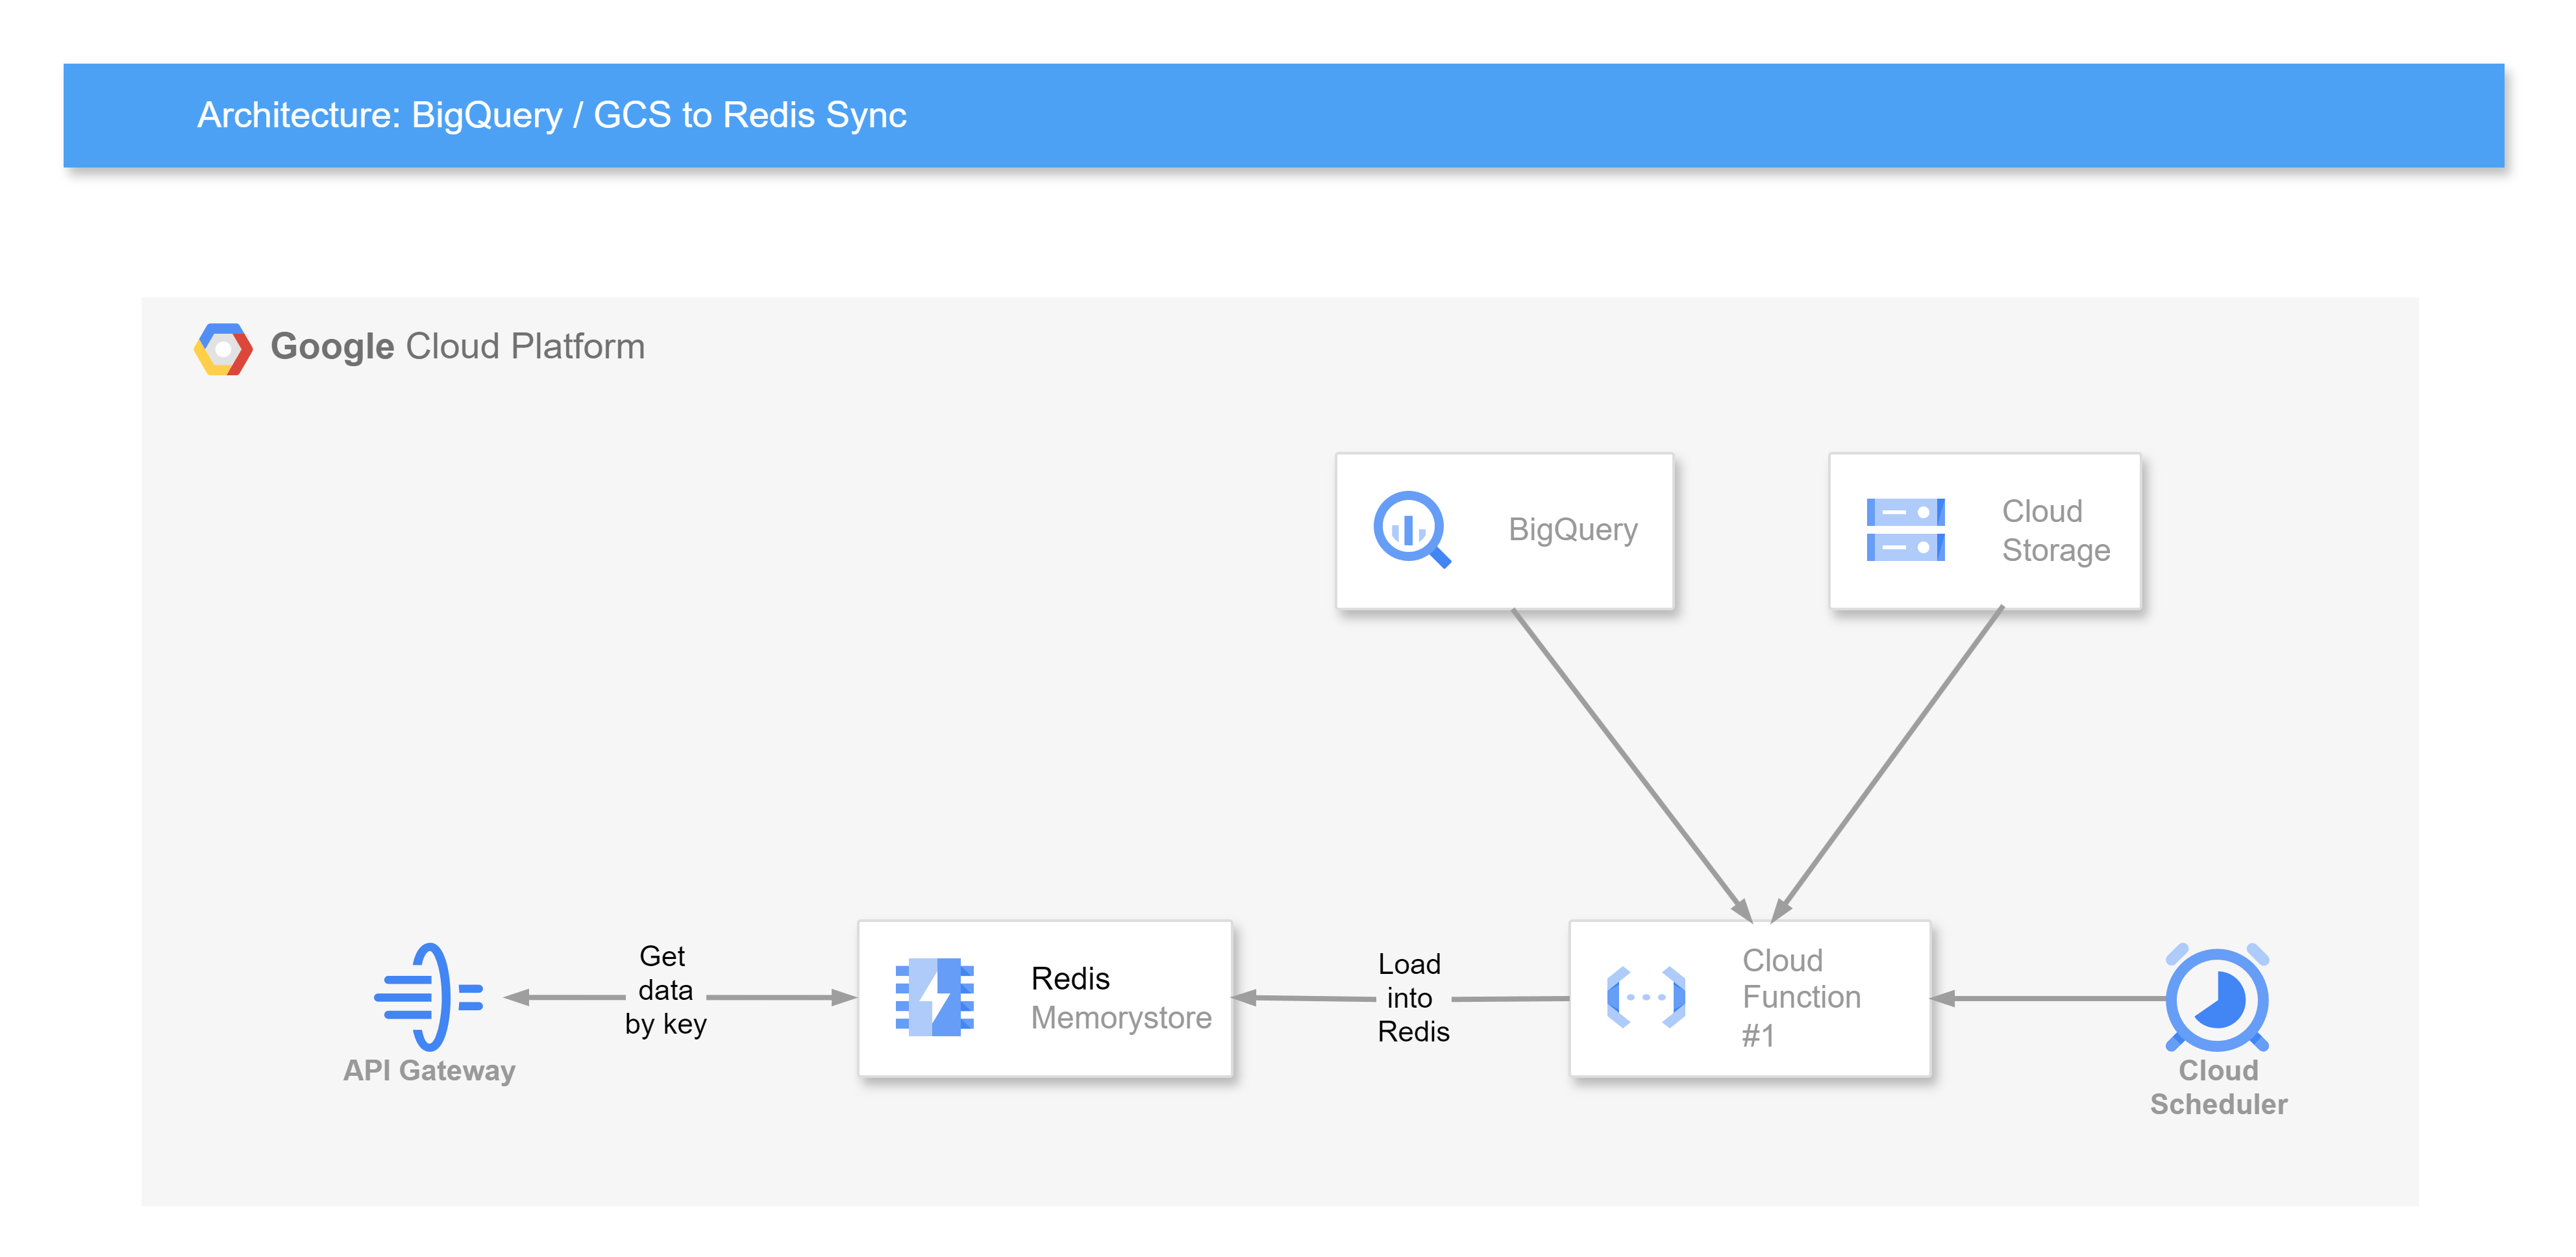 Architecture: BigQuery / GCS to Redis Sync
Google Cloud Platform
BigQuery
Cloud
Storage
Get
data
by key
API Gateway
Redis
Memorystore
Load
into
Redis
Cloud
Function
#1
Cloud
Scheduler